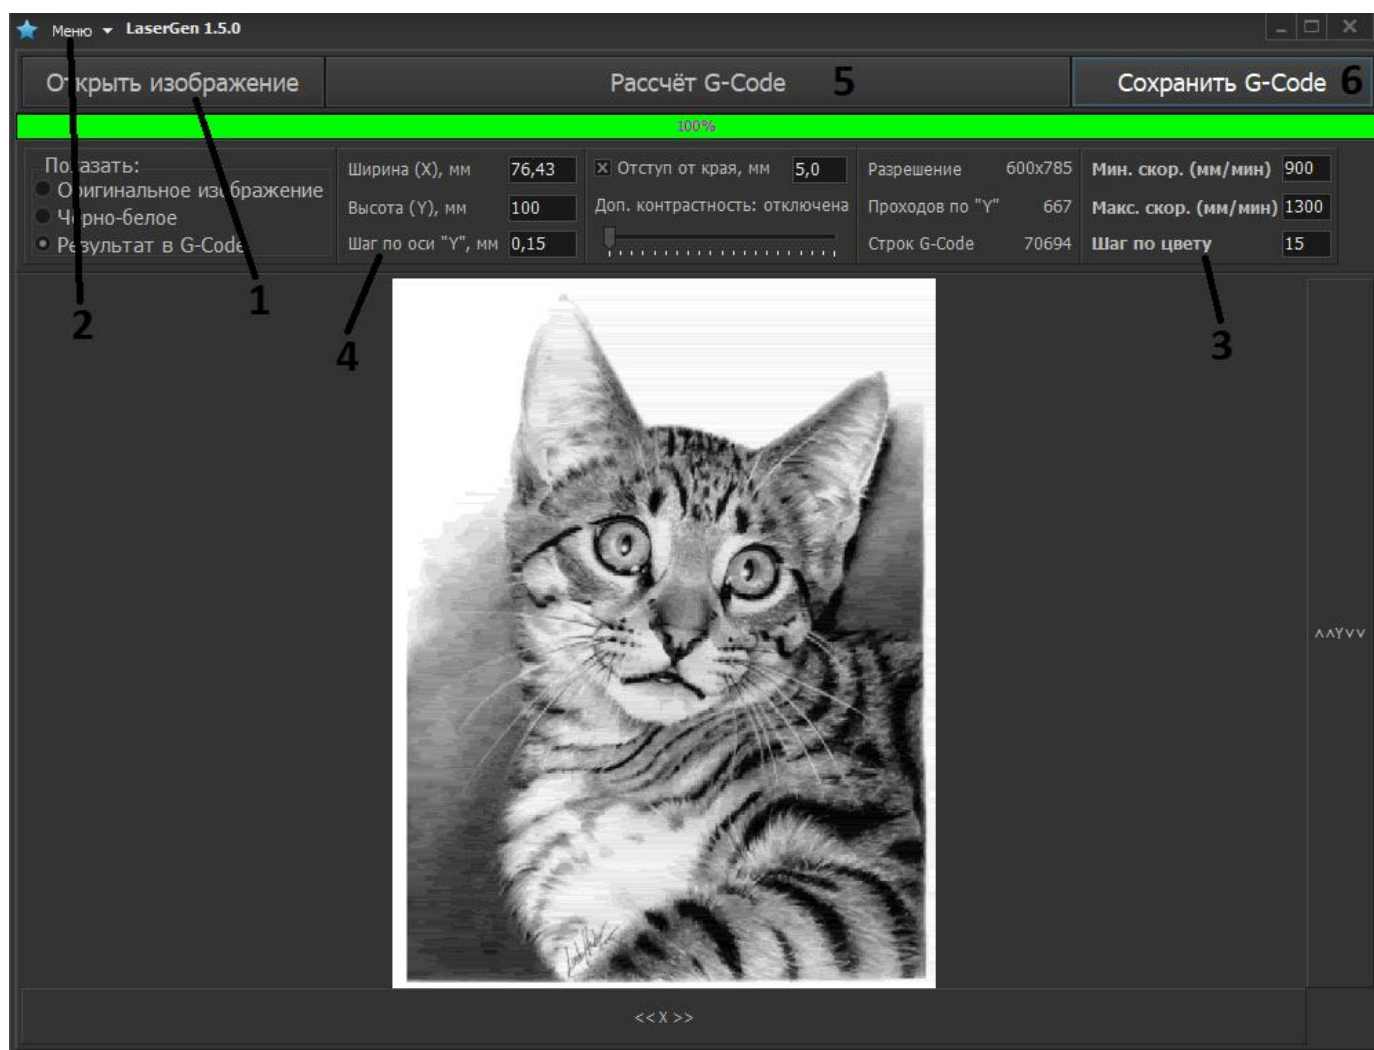 Меню LaserGen 1.5.0
Открыть изображение Рассчёт G-Code 5 Сохранить G-Code 6
100%
Показать:
Оригинальное изображение
Чёрно-белое
Результат в G-Code
Ширина (X), мм 76,43
Высота (Y), мм 100
Шаг по оси "Y", мм 0,15
Отступ от края, мм 5,0
Доп. контрастность: отключена
Разрешение 600x785
Проходов по "Y" 667
Строк G-Code 70694
Мин. скор. (мм/мин) 900
Макс. скор. (мм/мин) 1300
Шаг по цвету 15
1
2
4
3
^^Y˅˅
<<X>>